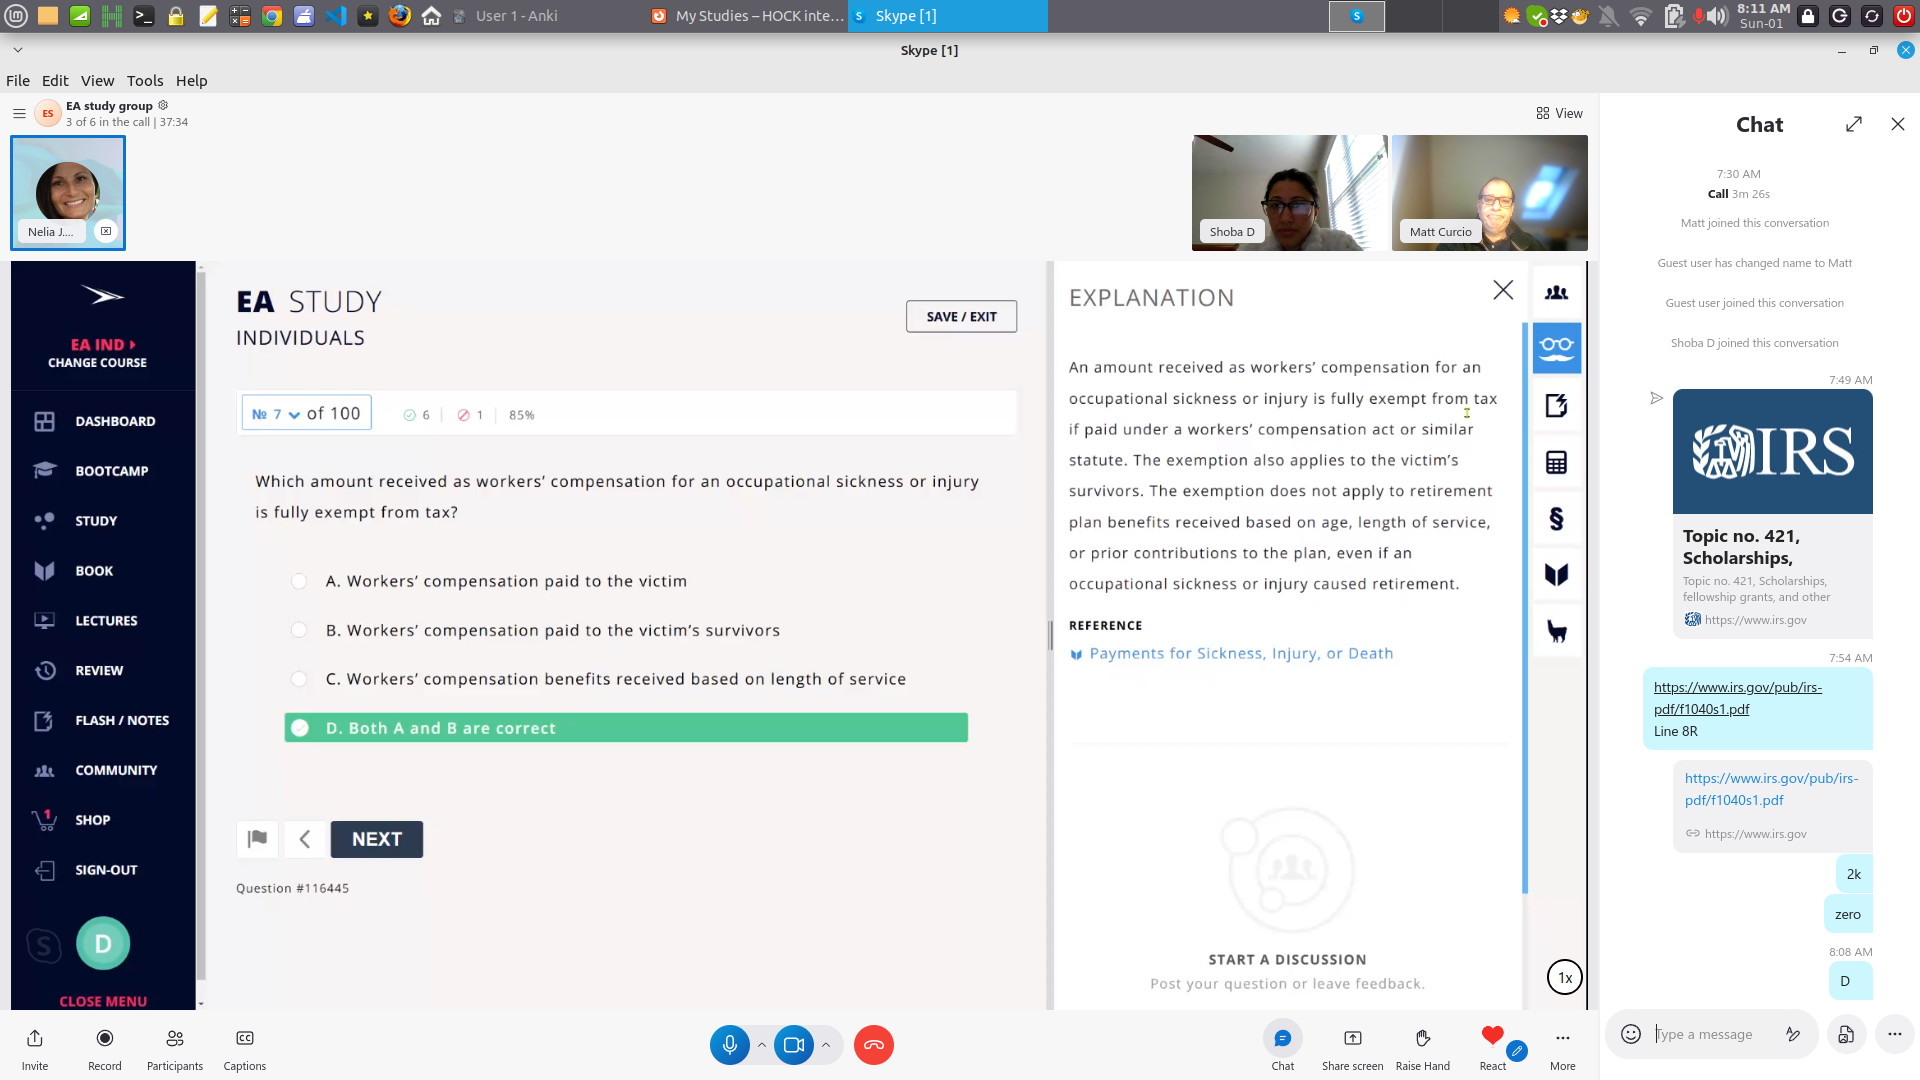 User 1 - Anki
My Studies – HOCK inte...
Skype [1]
8:11 AM
Sun-01
Skype [1]
File Edit View Tools Help
ES
EA study group
3 of 6 in the call | 37:34
View
Nelia J....
Shoba D
Matt Curcio
EA IND
CHANGE COURSE
DASHBOARD
BOOTCAMP
STUDY
BOOK
LECTURES
REVIEW
FLASH / NOTES
COMMUNITY
1
SHOP
SIGN-OUT
D
CLOSE MENU
EA STUDY
INDIVIDUALS
SAVE / EXIT
№ 7 of 100
6
1
85%
Which amount received as workers’ compensation for an occupational sickness or injury
is fully exempt from tax?
A. Workers’ compensation paid to the victim
B. Workers’ compensation paid to the victim’s survivors
C. Workers’ compensation benefits received based on length of service
D. Both A and B are correct
NEXT
Question #116445
EXPLANATION
An amount received as workers’ compensation for an
occupational sickness or injury is fully exempt from tax
if paid under a workers’ compensation act or similar
statute. The exemption also applies to the victim’s
survivors. The exemption does not apply to retirement
plan benefits received based on age, length of service,
or prior contributions to the plan, even if an
occupational sickness or injury caused retirement.
REFERENCE
Payments for Sickness, Injury, or Death
START A DISCUSSION
Post your question or leave feedback.
§
1x
Chat
7:30 AM
Call 3m 26s
Matt joined this conversation
Guest user has changed name to Matt
Guest user joined this conversation
Shoba D joined this conversation
7:49 AM
IRS
Topic no. 421,
Scholarships,
Topic no. 421, Scholarships,
fellowship grants, and other
https://www.irs.gov
7:54 AM
https://www.irs.gov/pub/irs-
pdf/f1040s1.pdf
Line 8R
https://www.irs.gov/pub/irs-
pdf/f1040s1.pdf
https://www.irs.gov
2k
zero
8:08 AM
D
Type a message
Invite
Record
Participants
CC
Captions
Chat
Share screen
Raise Hand
React
More